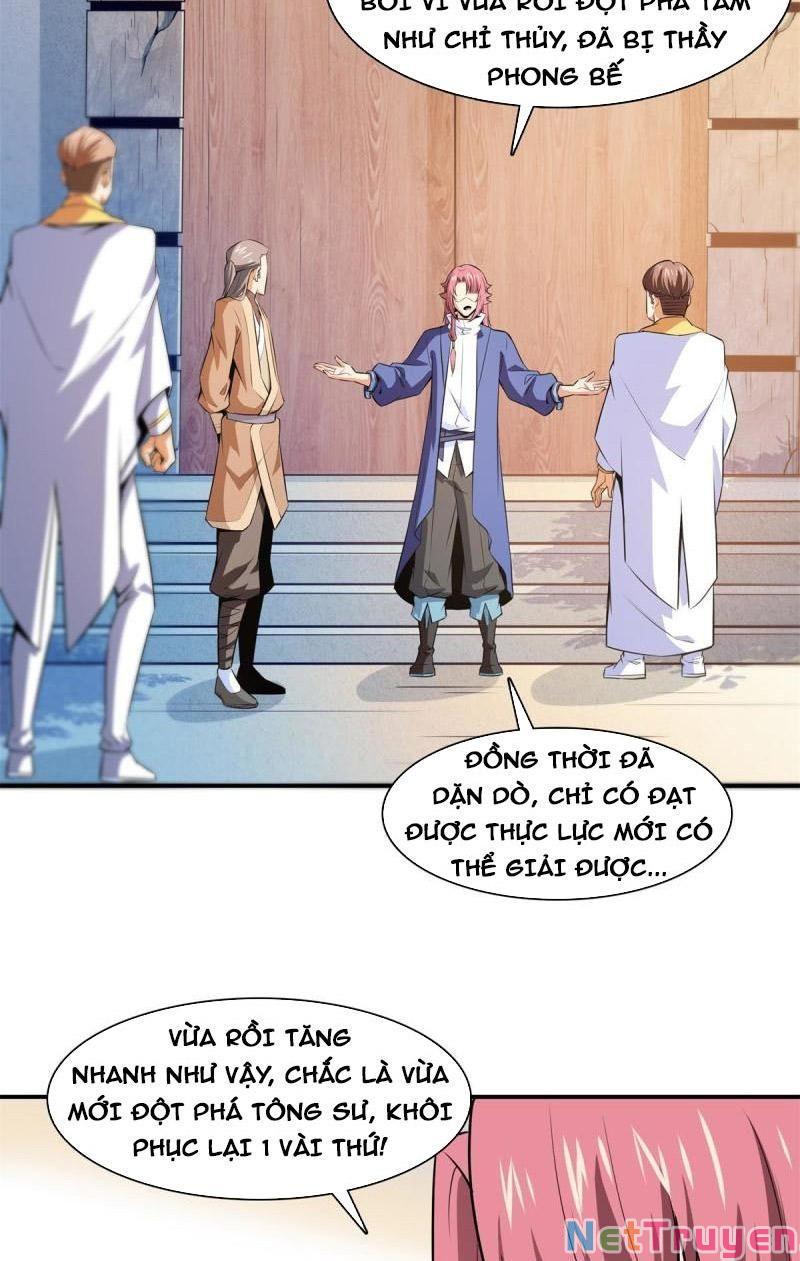 BỞI VÌ VỪA RỒI ĐỘT PHÁ TÂM
NHƯ CHỈ THỦY, ĐÃ BỊ THẦY
PHONG BẾ
ĐỒNG THỜI ĐÃ
DẶN DÒ, CHỈ CÓ ĐẠT
ĐƯỢC THỰC LỰC MỚI CÓ
THỂ GIẢI ĐƯỢC...
VỪA RỒI TĂNG
NHANH NHƯ VẬY, CHẮC LÀ VỪA
MỚI ĐỘT PHÁ TÔNG SƯ, KHÔI
PHỤC LẠI 1 VÀI THỨ!
NetTruyen